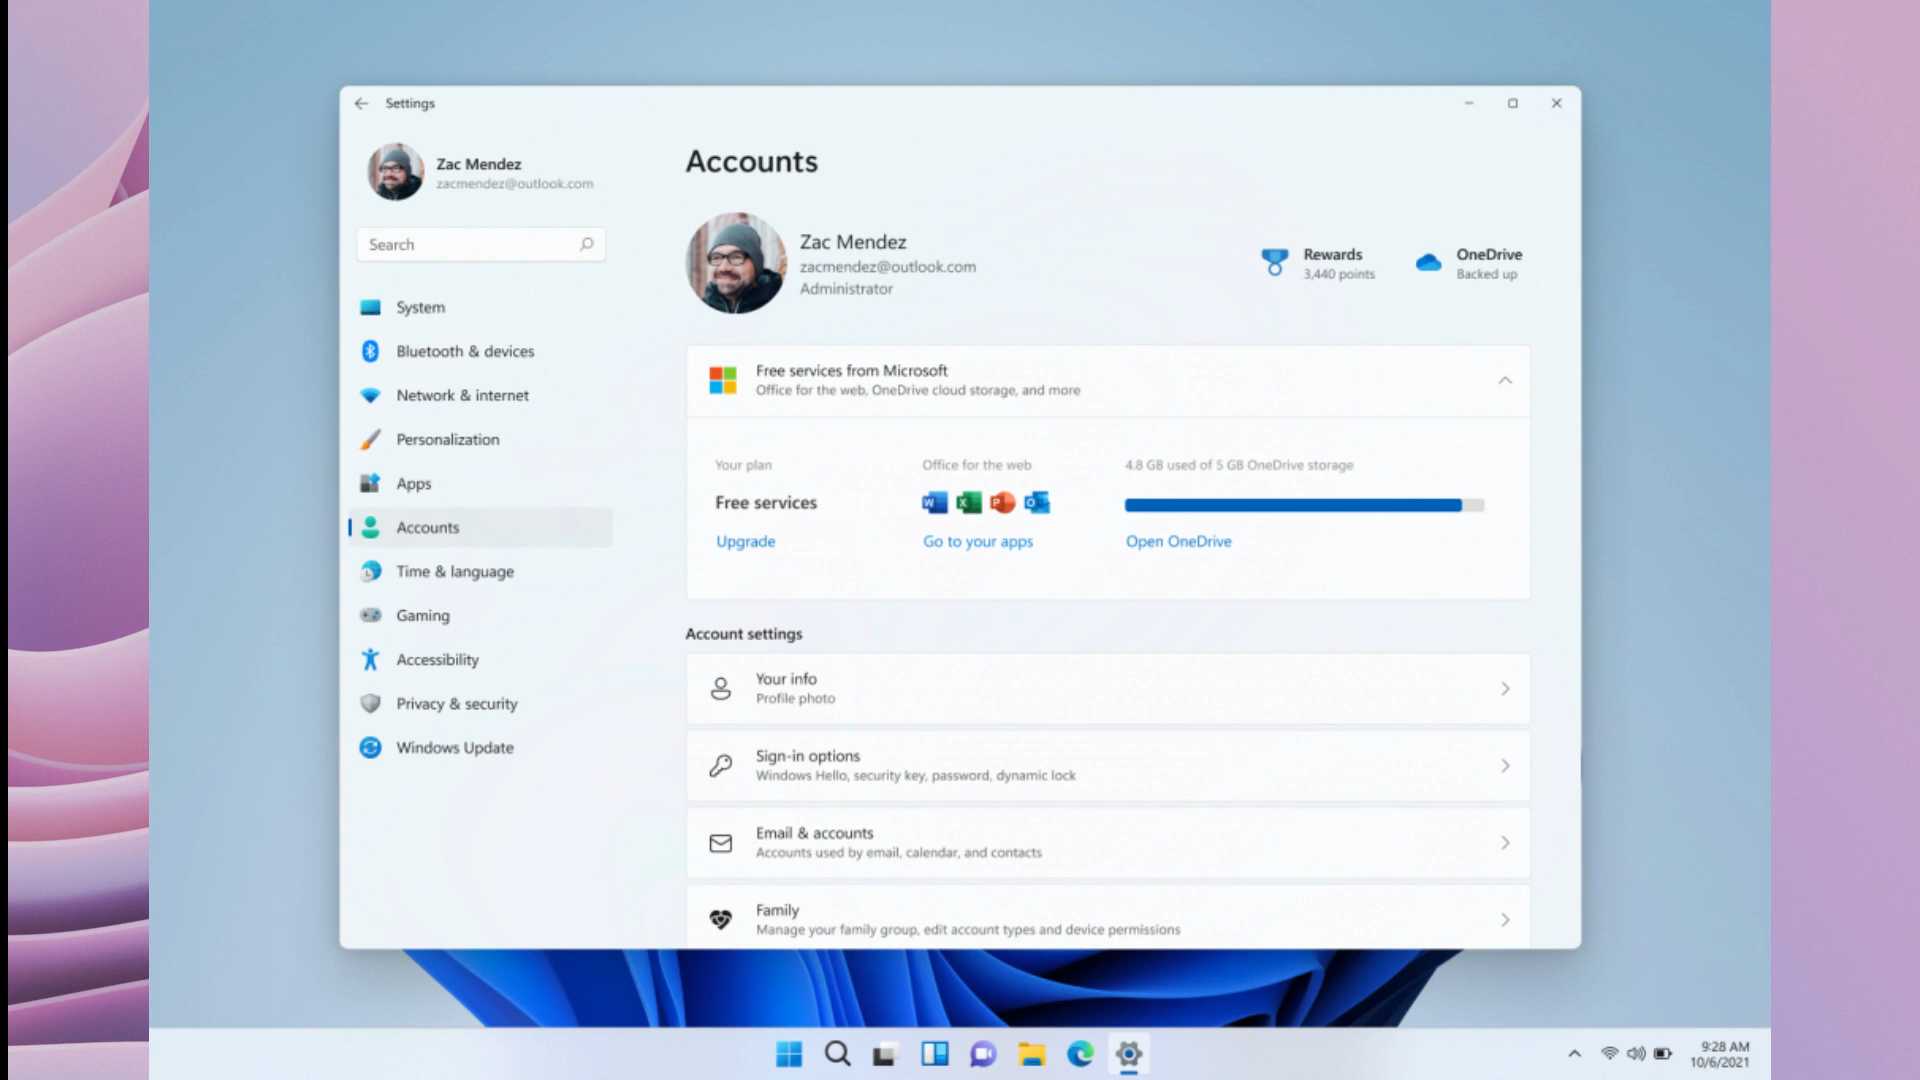 Settings
Zac Mendez
zacmendez@outlook.com
Search
System
Bluetooth & devices
Network & internet
Personalization
Apps
Accounts
Time & language
Gaming
Accessibility
Privacy & security
Windows Update
Accounts
Zac Mendez
zacmendez@outlook.com
Administrator
Rewards
3,440 points
OneDrive
Backed up
Free services from Microsoft
Office for the web, OneDrive cloud storage, and more
Your plan
Free services
Upgrade
Office for the web
Go to your apps
4.8 GB used of 5 GB OneDrive storage
Open OneDrive
Account settings
Your info
Profile photo
Sign-in options
Windows Hello, security key, password, dynamic lock
Email & accounts
Accounts used by email, calendar, and contacts
Family
Manage your family group, edit account types and device permissions
9:28 AM
10/6/2021